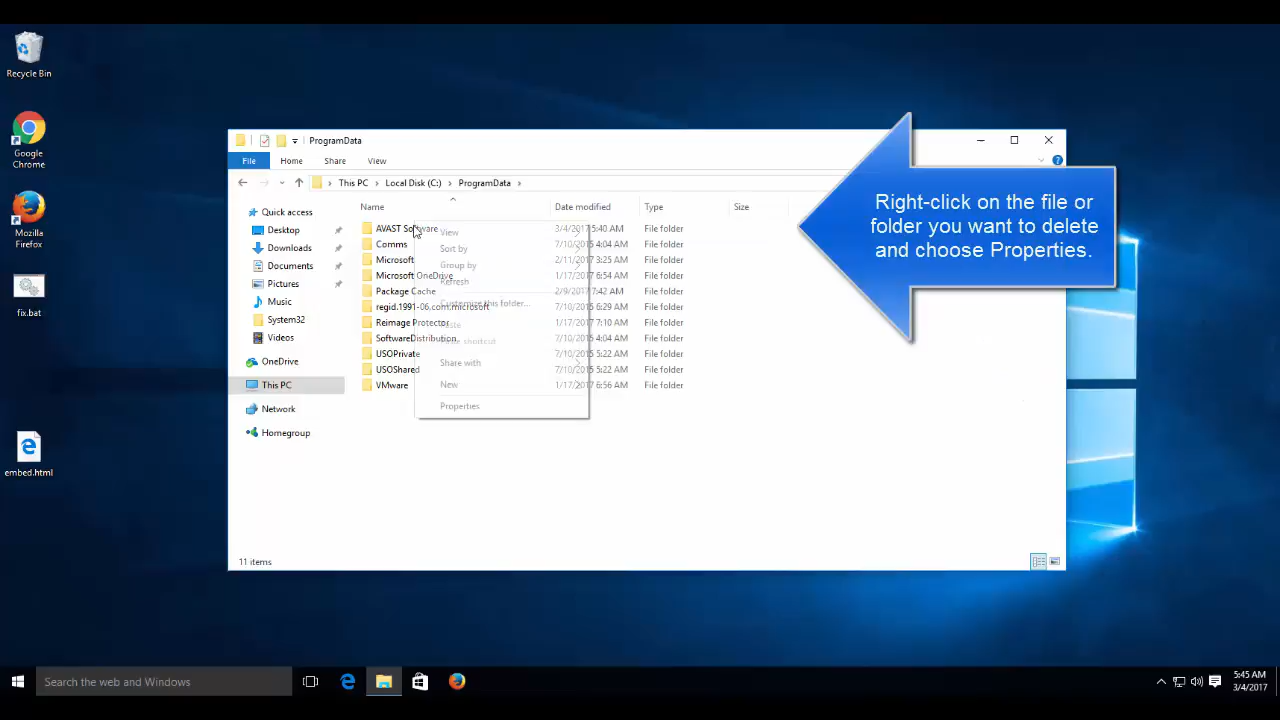 Recycle Bin
Google
Chrome
Mozilla
Firefox
fix.bat
embed.html
ProgramData
File Home Share View
This PC Local Disk (C:) ProgramData
Quick access
Desktop
Downloads
Documents
Pictures
Music
System32
Videos
OneDrive
This PC
Network
Homegroup
Name Date modified Type Size
AVAST Software 3/4/2017 5:40 AM File folder
Comms 7/10/2015 4:04 AM File folder
Microsoft 2/11/2017 3:25 AM File folder
Microsoft OneDrive 1/17/2017 6:54 AM File folder
Package Cache 2/9/2017 7:42 AM File folder
regid.1991-06.com.microsoft 7/10/2015 6:29 AM File folder
Reimage Protector 1/17/2017 7:10 AM File folder
SoftwareDistribution 7/10/2015 4:04 AM File folder
USOPrivate 7/10/2015 5:22 AM File folder
USOShared 7/10/2015 5:22 AM File folder
VMware 1/17/2017 6:56 AM File folder
View
Sort by
Group by
Refresh
Customize this folder...
Paste
Paste shortcut
Share with
New
Properties
11 items
Right-click on the file or
folder you want to delete
and choose Properties.
Search the web and Windows
5:45 AM
3/4/2017